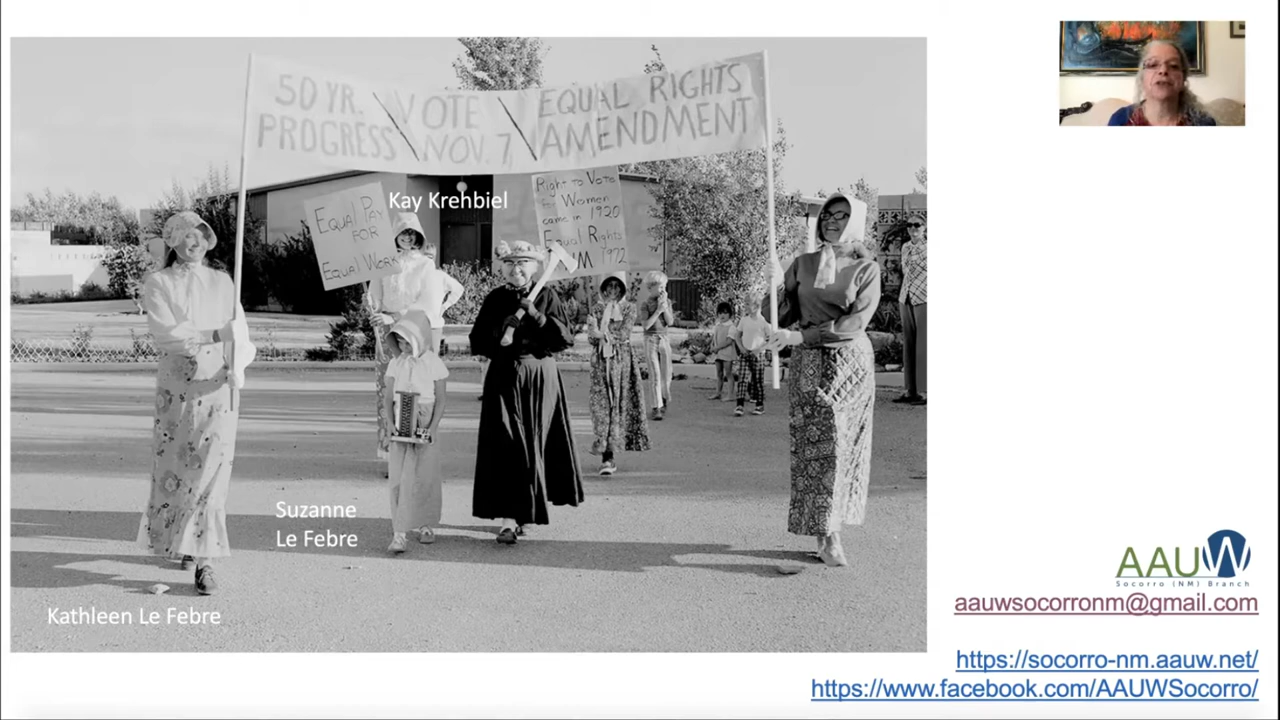 50 YR.
PROGRESS
VOTE
NOV. 7
EQUAL RIGHTS
AMENDMENT
EQUAL PAY
FOR
EQUAL WORK
Right to Vote
Women
came in 1920
Equal Rights
1972
Kay Krehbiel
Suzanne
Le Febre
Kathleen Le Febre
AAUW
Socorro (NM) Branch
aauwsocorronm@gmail.com
https://socorro-nm.aauw.net/
https://www.facebook.com/AAUWSocorro/